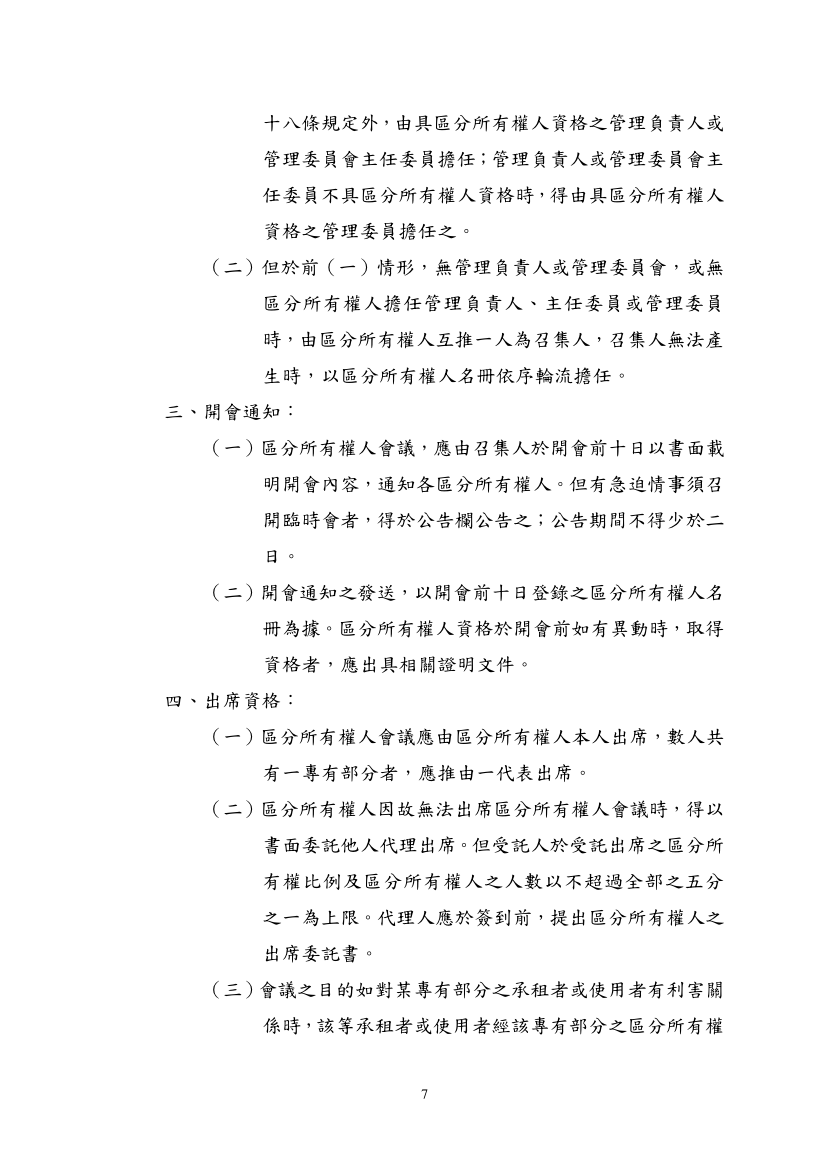 十八條規定外，由具區分所有權人資格之管理負責人或
管理委員會主任委員擔任；管理負責人或管理委員會主
任委員不具區分所有權人資格時，得由具區分所有權人
資格之管理委員擔任之。
（二）但於前（一）情形，無管理負責人或管理委員會，或無
區分所有權人擔任管理負責人、主任委員或管理委員
時，由區分所有權人互推一人為召集人，召集人無法產
生時，以區分所有權人名冊依序輪流擔任。
三、開會通知：
（一）區分所有權人會議，應由召集人於開會前十日以書面載
明開會內容，通知各區分所有權人。但有急迫情事須召
開臨時會者，得於公告欄公告之；公告期間不得少於二
日。
（二）開會通知之發送，以開會前十日登錄之區分所有權人名
冊為據。區分所有權人資格於開會前如有異動時，取得
資格者，應出具相關證明文件。
四、出席資格：
（一）區分所有權人會議應由區分所有權人本人出席，數人共
有一專有部分者，應推由一代表出席。
（二）區分所有權人因故無法出席區分所有權人會議時，得以
書面委託他人代理出席。但受託人於受託出席之區分所
有權比例及區分所有權人之人數以不超過全部之五分
之一為上限。代理人應於簽到前，提出區分所有權人之
出席委託書。
（三）會議之目的如對某專有部分之承租者或使用者有利害關
係時，該等承租者或使用者經該專有部分之區分所有權
7